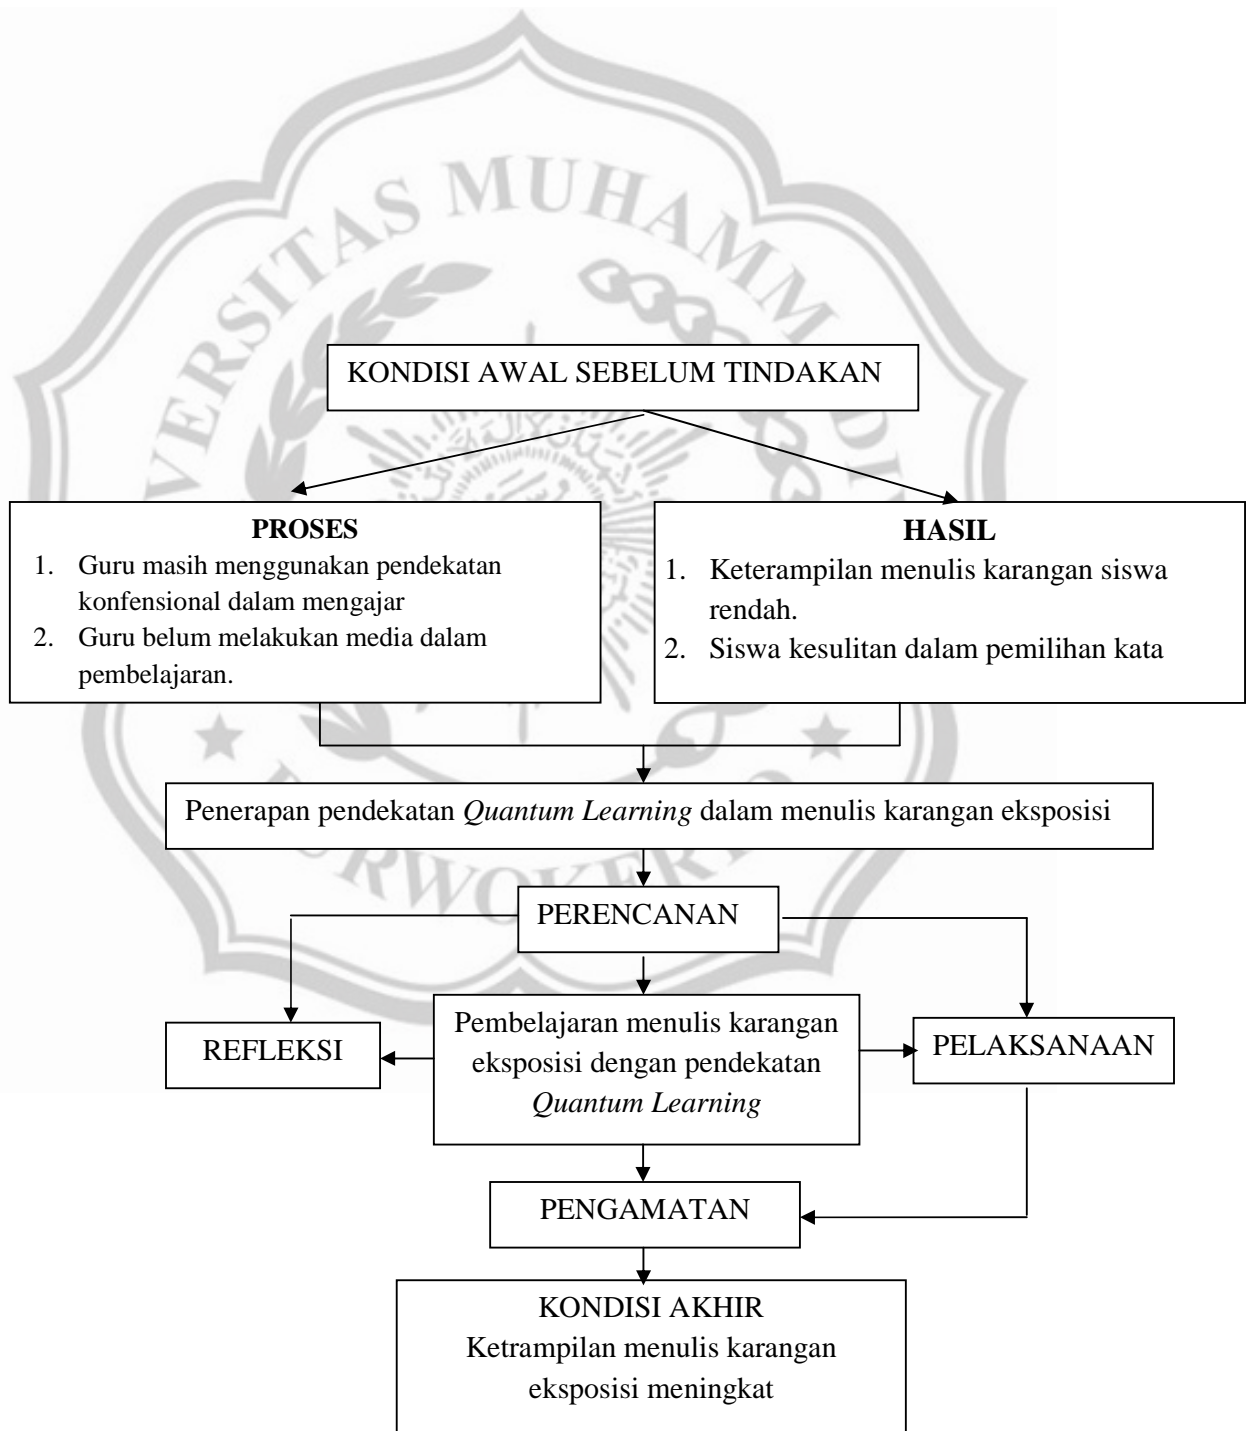 UNIVERSITAS MUHAMMADIYAH
KONDISI AWAL SEBELUM TINDAKAN
PROSES
1. Guru masih menggunakan pendekatan
konfensional dalam mengajar
2. Guru belum melakukan media dalam
pembelajaran.
HASIL
1. Keterampilan menulis karangan siswa
rendah.
2. Siswa kesulitan dalam pemilihan kata
Penerapan pendekatan Quantum Learning dalam menulis karangan eksposisi
PURWOKERTO
PERENCANAN
REFLEKSI
Pembelajaran menulis karangan
eksposisi dengan pendekatan
Quantum Learning
PELAKSANAAN
PENGAMATAN
KONDISI AKHIR
Ketrampilan menulis karangan
eksposisi meningkat